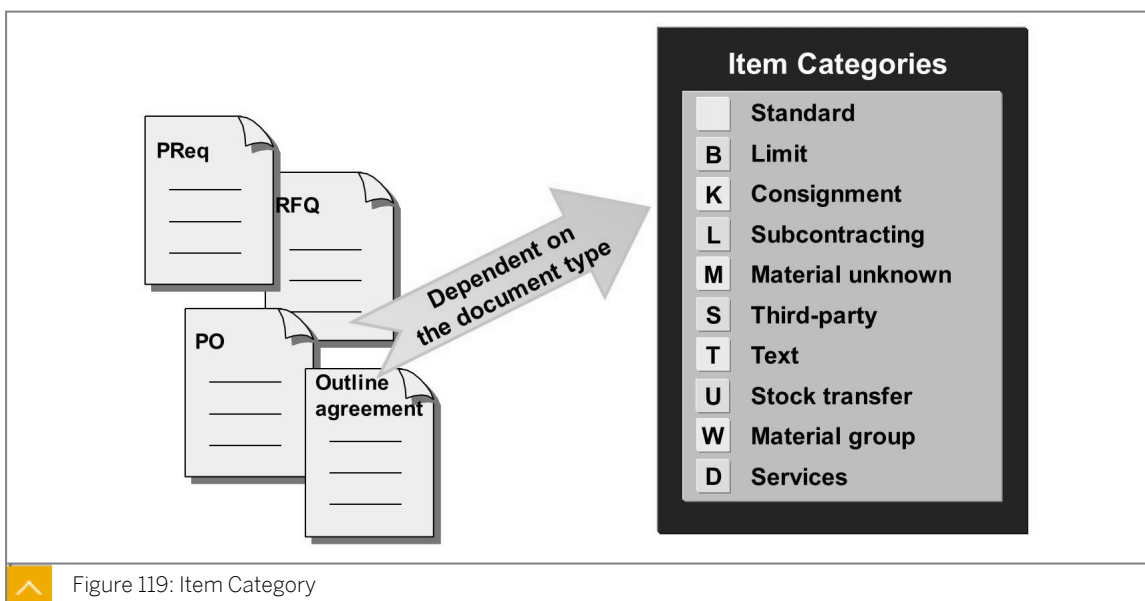 PReq
RFQ
PO
Outline
agreement
Dependent on
the document type
Item Categories
Standard
B Limit
K Consignment
L Subcontracting
M Material unknown
S Third-party
T Text
U Stock transfer
W Material group
D Services
Figure 119: Item Category